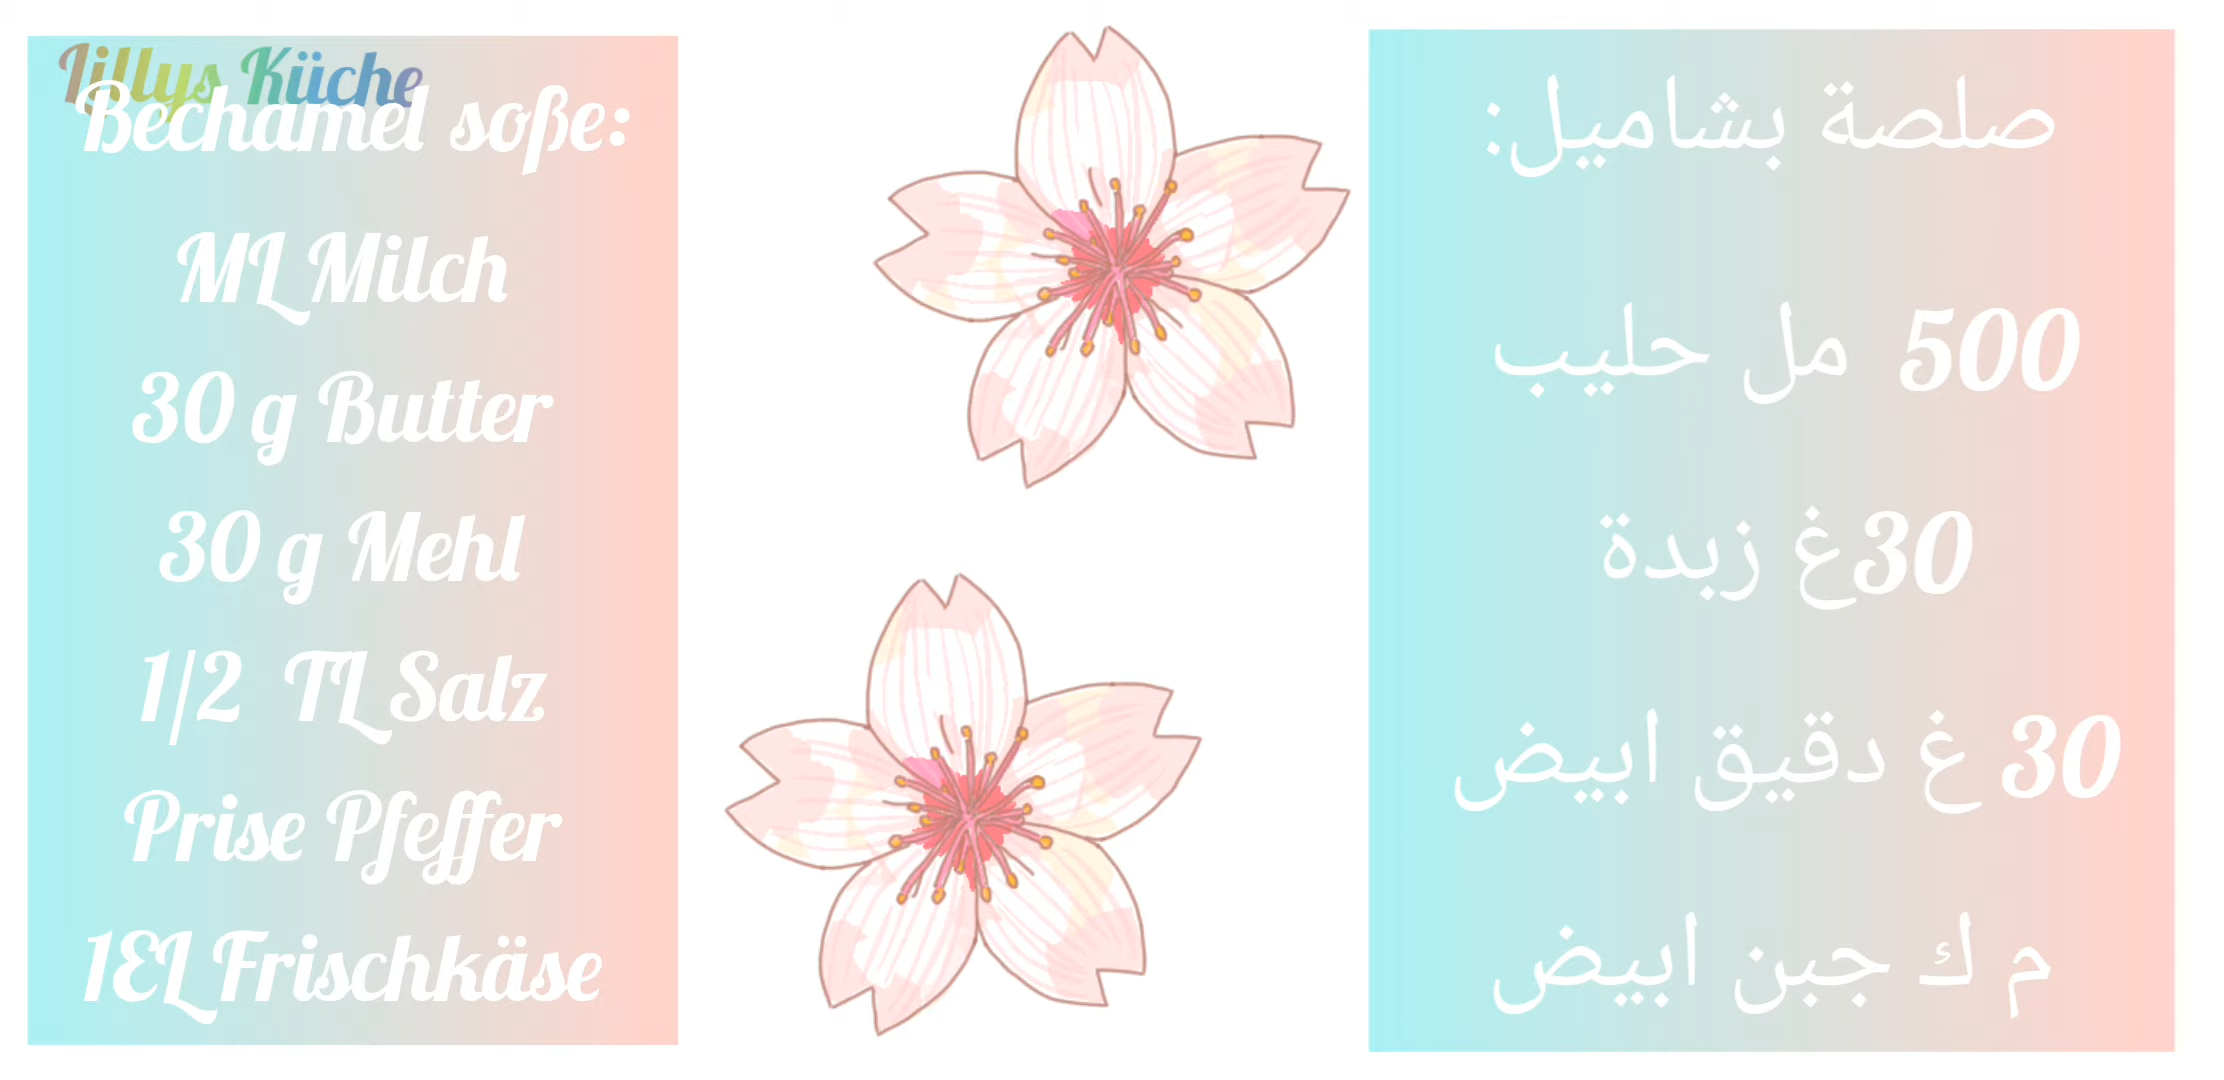 Lillys Küche
Bechamel soße:
ML Milch
30 g Butter
30 g Mehl
1/2 TL Salz
Prise Pfeffer
1EL Frischkäse
صلصة بشاميل:
500 مل حليب
30غ زبدة
30 غ دقيق ابيض
م ك جبن ابيض